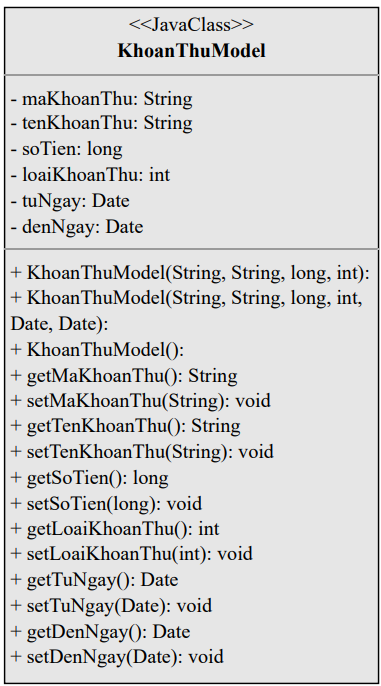 <<JavaClass>>
KhoanThuModel
- maKhoanThu: String
- tenKhoanThu: String
- soTien: long
- loaiKhoanThu: int
- tuNgay: Date
- denNgay: Date
+ KhoanThuModel(String, String, long, int):
+ KhoanThuModel(String, String, long, int,
Date, Date):
+ KhoanThuModel():
+ getMaKhoanThu(): String
+ setMaKhoanThu(String): void
+ getTenKhoanThu(): String
+ setTenKhoanThu(String): void
+ getSoTien(): long
+ setSoTien(long): void
+ getLoaiKhoanThu(): int
+ setLoaiKhoanThu(int): void
+ getTuNgay(): Date
+ setTuNgay(Date): void
+ getDenNgay(): Date
+ setDenNgay(Date): void